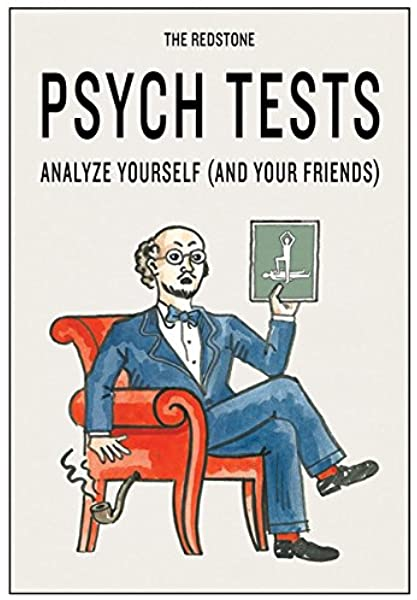 THE REDSTONE
PSYCH TESTS
ANALYZE YOURSELF (AND YOUR FRIENDS)